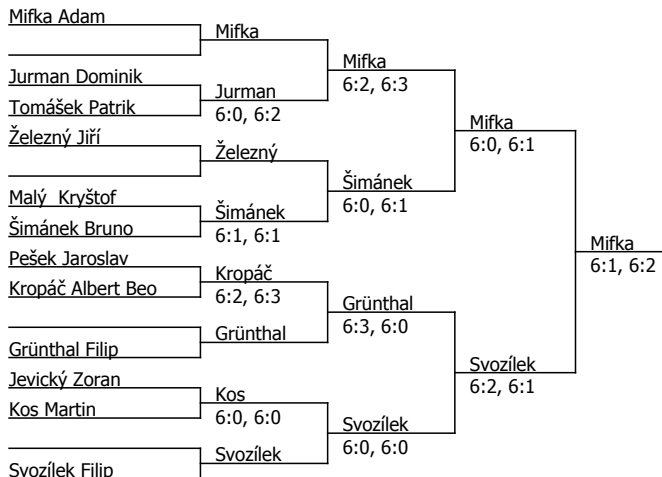 Mifka Adam
Jurman Dominik
Tomášek Patrik
Železný Jiří
Malý  Kryštof
Šimánek Bruno
Pešek Jaroslav
Kropáč Albert Beo
Grünthal Filip
Jevický Zoran
Kos Martin
Svozílek Filip
Mifka
Jurman
6:0, 6:2
Železný
Šimánek
6:1, 6:1
Kropáč
6:2, 6:3
Grünthal
Kos
6:0, 6:0
Svozílek
Mifka
6:2, 6:3
Šimánek
6:0, 6:1
Grünthal
6:3, 6:0
Svozílek
6:0, 6:0
Mifka
6:0, 6:1
Svozílek
6:2, 6:1
Mifka
6:1, 6:2